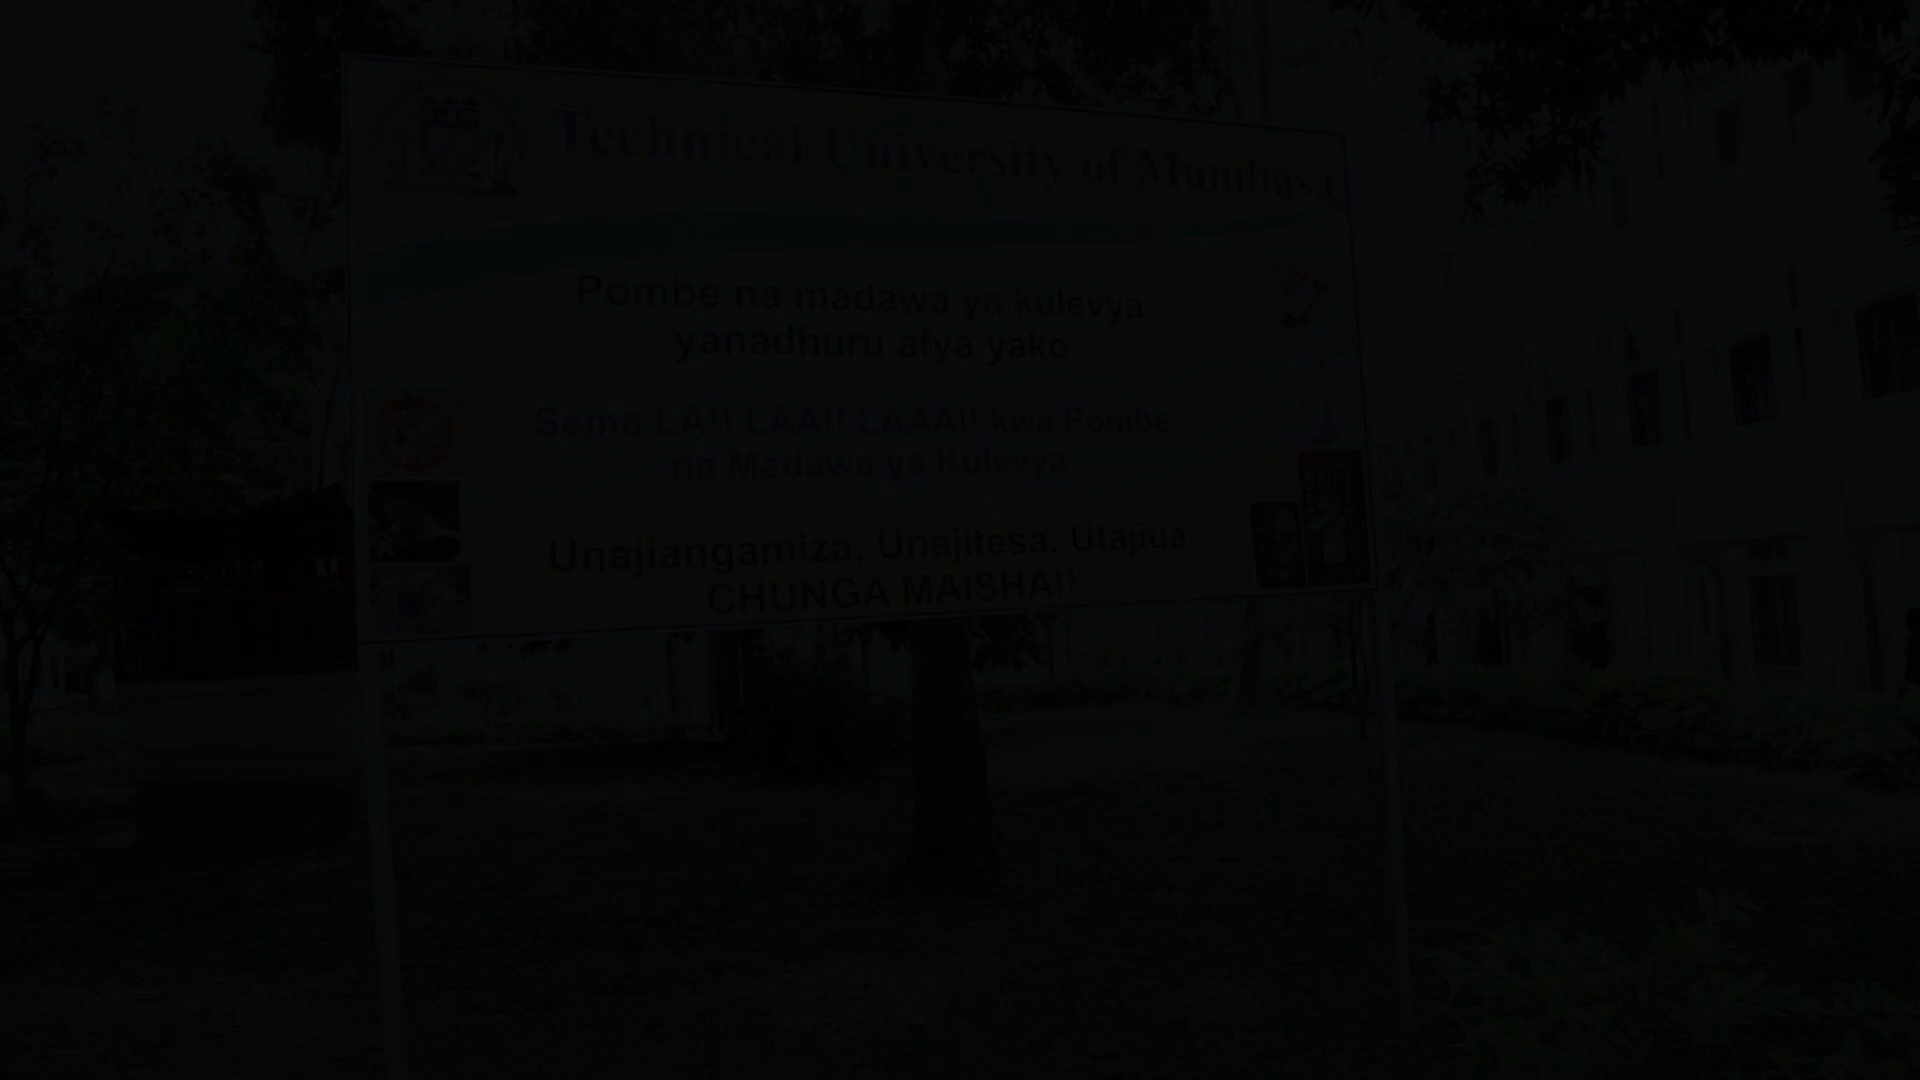 Technical University of Mombasa
Pombe na madawa ya kulevya
yanadhuru afya yako
Sema LA!! LAA!! LAAA!! kwa Pombe
na Madawa ya Kulevya
Unajiangamiza, Unajitesa. Utajiua
CHUNGA MAISHA!!